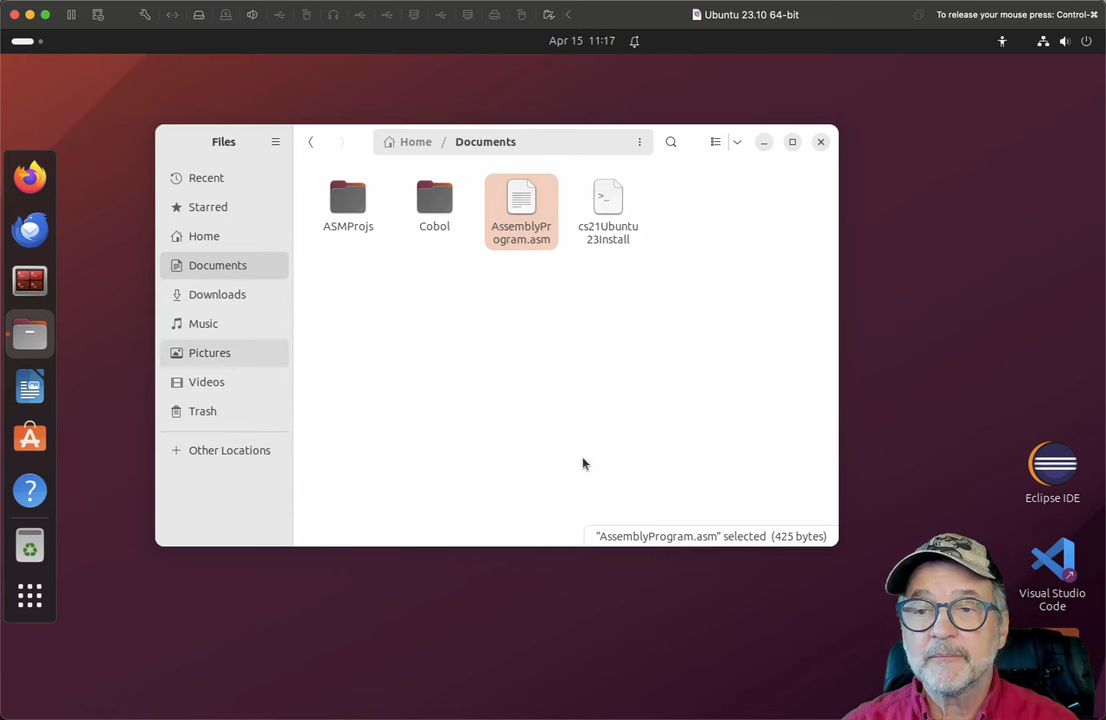 Ubuntu 23.10 64-bit
To release your mouse press: Control-⌘
Apr 15 11:17
Files
Home / Documents
Recent
Starred
Home
Documents
Downloads
Music
Pictures
Videos
Trash
+ Other Locations
ASMProjs
Cobol
AssemblyPr
ogram.asm
cs21Ubuntu
23Install
"AssemblyProgram.asm" selected (425 bytes)
Eclipse IDE
Visual Studio
Code